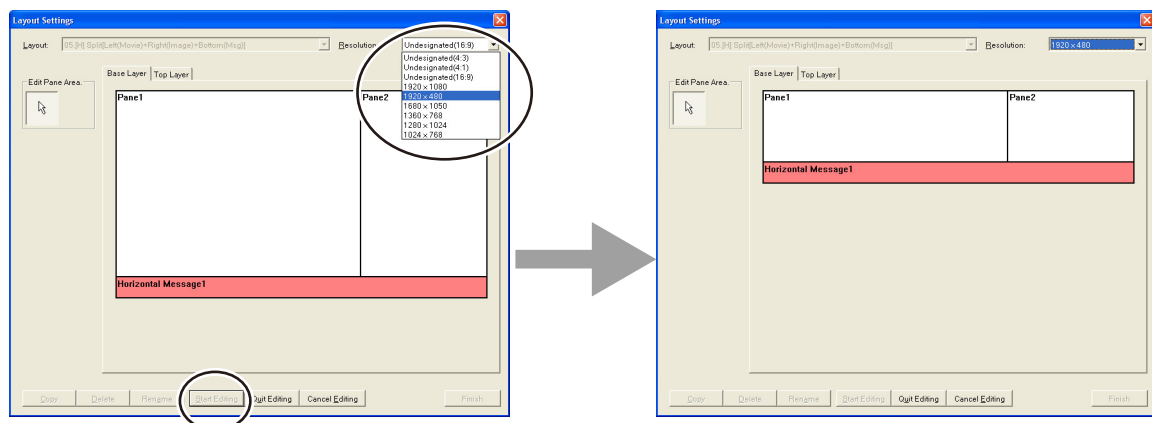 Layout Settings
Layout: 05.[H] Split[Left(Movie)+Right(Image)+Bottom(Msg)] Resolution: Undesignated(16:9)
Undesignated(4:3)
Undesignated(4:1)
Undesignated(16:9)
1920 × 1080
1920 × 480
1680 × 1050
1360 × 768
1280 × 1024
1024 × 768
Edit Pane Area.
Base Layer Top Layer
Pane1 Pane2
Horizontal Message1
Copy Delete Rename Start Editing Quit Editing Cancel Editing Finish
Layout Settings
Layout: 05.[H] Split[Left(Movie)+Right(Image)+Bottom(Msg)] Resolution: 1920 × 480
Edit Pane Area.
Base Layer Top Layer
Pane1 Pane2
Horizontal Message1
Copy Delete Rename Start Editing Quit Editing Cancel Editing Finish